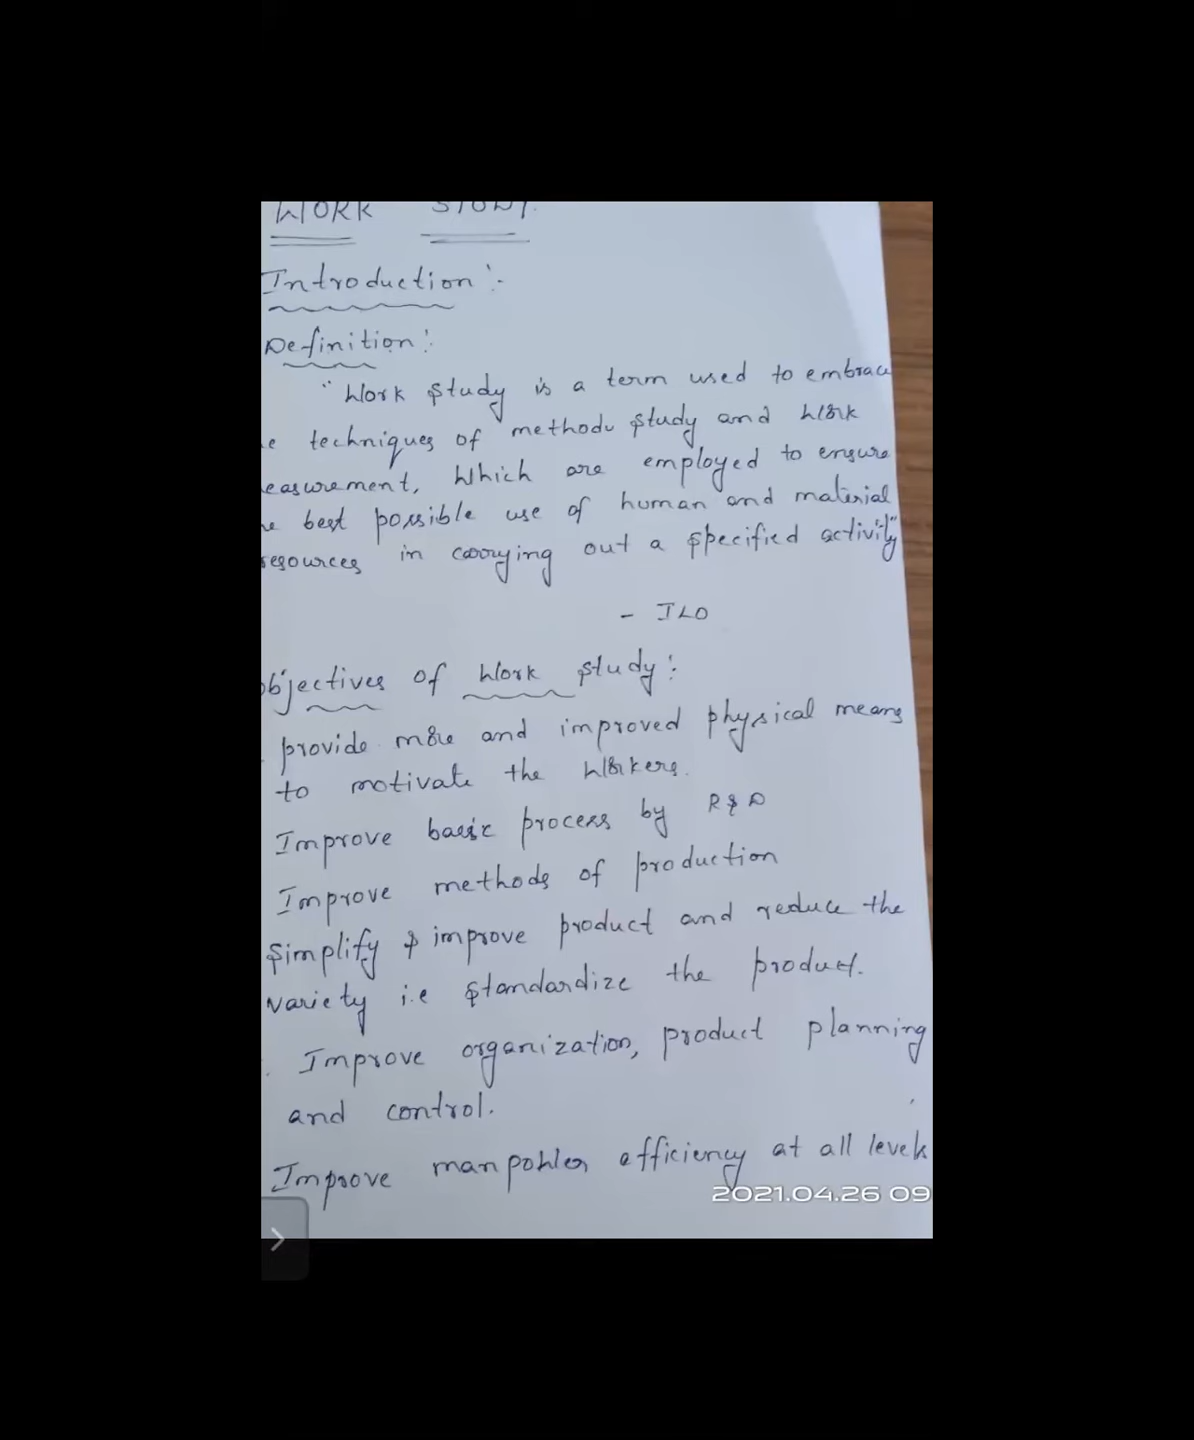 WORK STUDY
Introduction :-
Definition :
"Work study is a term used to embrace
e techniques of method study and work
easurement, which are employed to ensure
e best possible use of human and material
resources in carrying out a specified activity"
- ILO
objectives of work study :
provide more and improved physical means
to motivate the workers.
Improve basic process by R & D
Improve methods of production
Simplify & improve product and reduce the
variety i.e standardize the product.
Improve organization, product planning
and control.
Improve manpower efficiency at all levels
2021.04.26 09